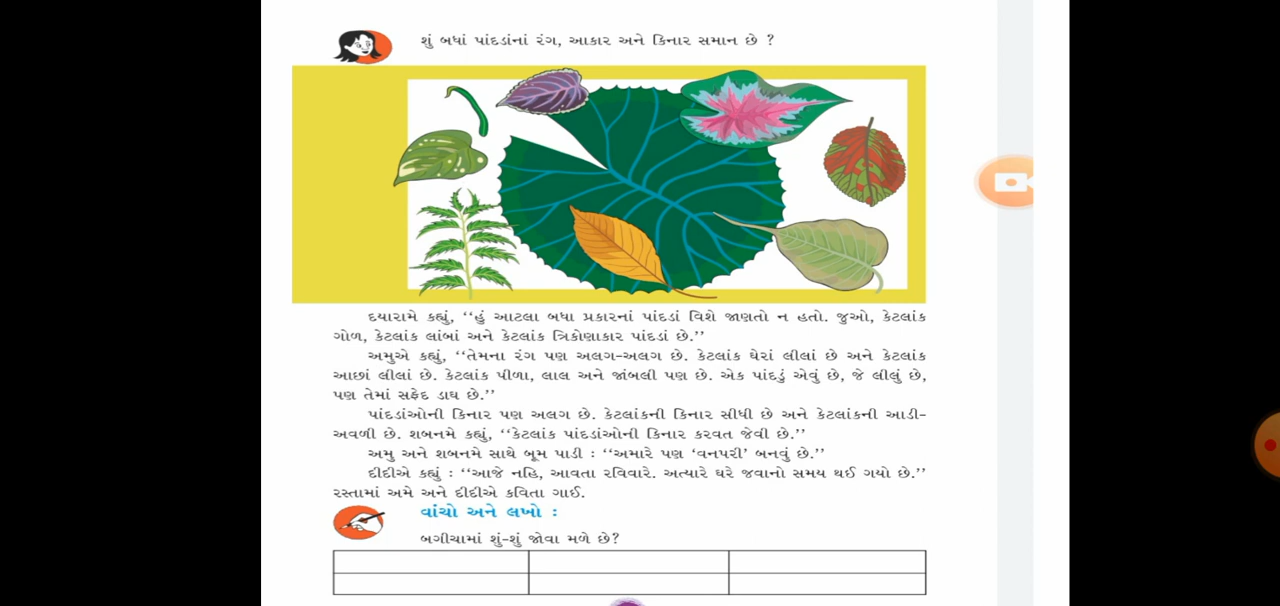 શું બધાં પાંદડાંનાં રંગ, આકાર અને કિનાર સમાન છે ?
દયારામે કહ્યું, ‘‘હું આટલા બધા પ્રકારનાં પાંદડાં વિશે જાણતો ન હતો. જુઓ, કેટલાંક
ગોળ, કેટલાંક લાંબાં અને કેટલાંક ત્રિકોણાકાર પાંદડાં છે.’’
અમુએ કહ્યું, ‘‘તેમના રંગ પણ અલગ-અલગ છે. કેટલાંક ઘેરાં લીલાં છે અને કેટલાંક
આછાં લીલાં છે. કેટલાંક પીળા, લાલ અને જાંબલી પણ છે. એક પાંદડું એવું છે, જે લીલું છે,
પણ તેમાં સફેદ ડાઘ છે.’’
પાંદડાંઓની કિનાર પણ અલગ છે. કેટલાંકની કિનાર સીધી છે અને કેટલાંકની આડી-
અવળી છે. શબનમે કહ્યું, ‘‘કેટલાંક પાંદડાંઓની કિનાર કરવત જેવી છે.’’
અમુ અને શબનમે સાથે બૂમ પાડી : ‘‘અમારે પણ ‘વનપરી’ બનવું છે.’’
દીદીએ કહ્યું : ‘‘આજે નહિ, આવતા રવિવારે. અત્યારે ઘરે જવાનો સમય થઈ ગયો છે.’’
રસ્તામાં અમે અને દીદીએ કવિતા ગાઈ.
વાંચો અને લખો :
બગીચામાં શું-શું જોવા મળે છે?